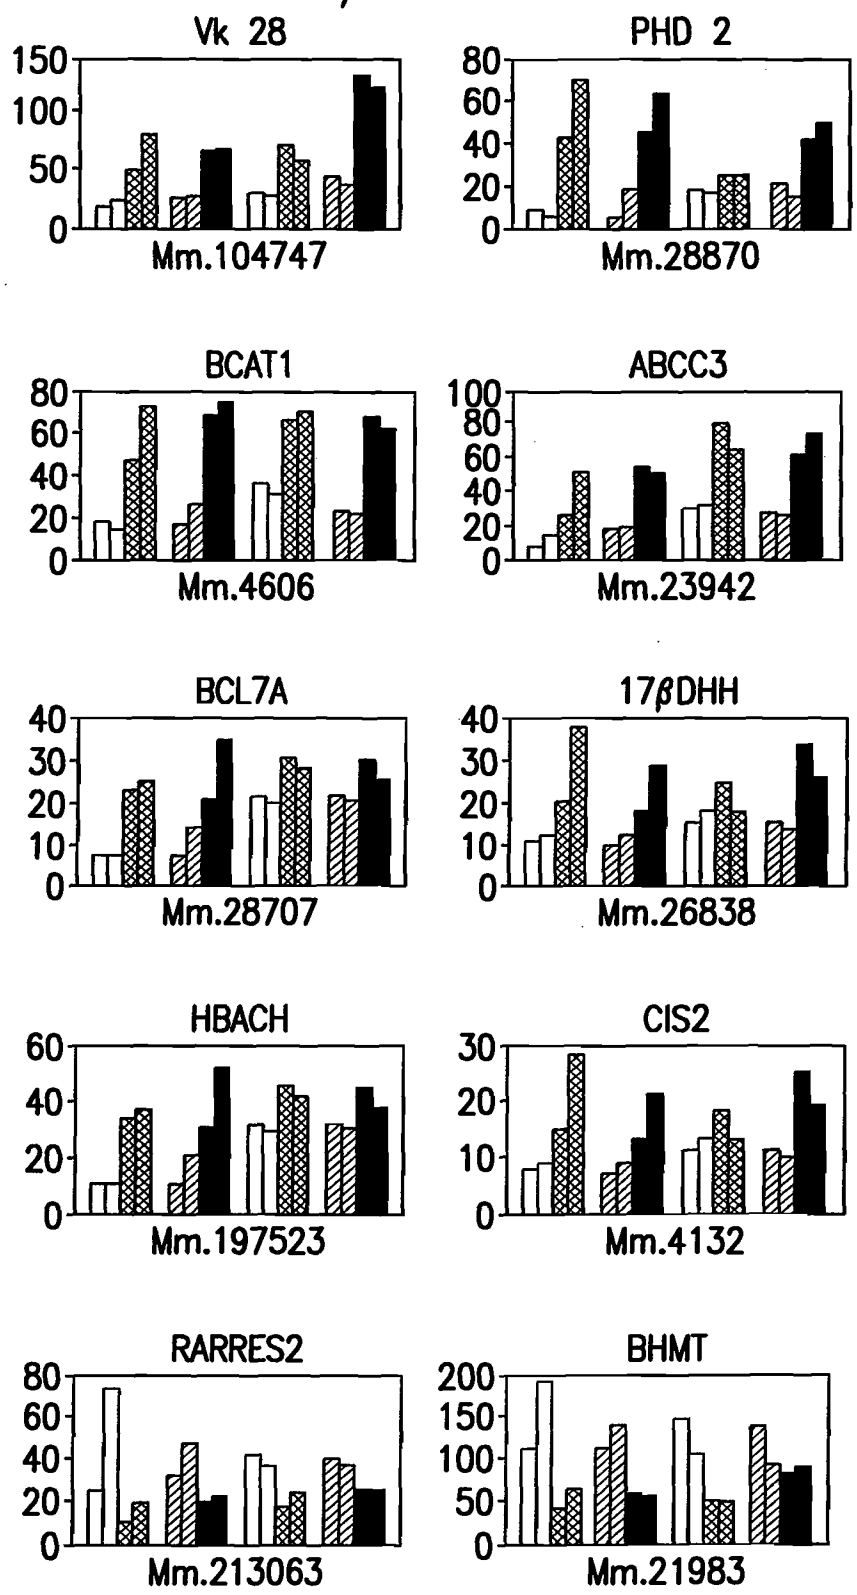 Vk 28
150
100
50
0
Mm.104747
PHD 2
80
60
40
20
0
Mm.28870
BCAT1
80
60
40
20
0
Mm.4606
ABCC3
100
80
60
40
20
0
Mm.23942
BCL7A
40
30
20
10
0
Mm.28707
17βDHH
40
30
20
10
0
Mm.26838
HBACH
60
40
20
0
Mm.197523
CIS2
30
20
10
0
Mm.4132
RARRES2
80
60
40
20
0
Mm.213063
BHMT
200
150
100
50
0
Mm.21983